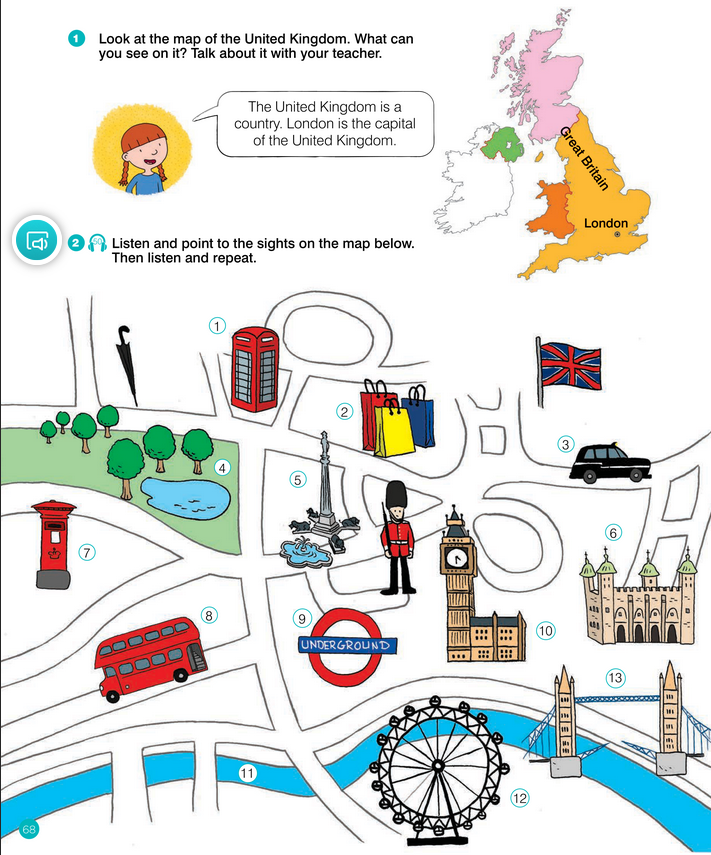 1 Look at the map of the United Kingdom. What can
you see on it? Talk about it with your teacher.
The United Kingdom is a
country. London is the capital
of the United Kingdom.
Great Britain
London
2 Listen and point to the sights on the map below.
Then listen and repeat.
1
2
3
4
5
6
7
8
9
UNDERGROUND
10
13
11
12
68